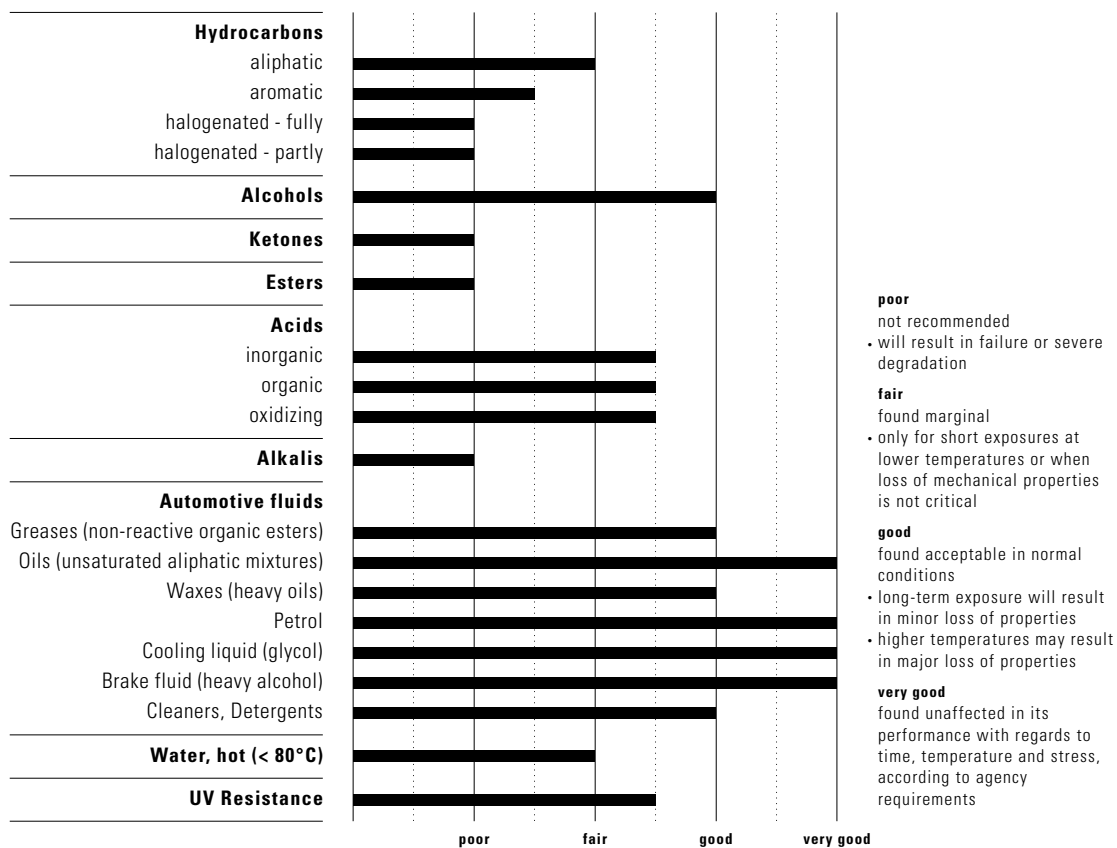 Hydrocarbons
aliphatic
aromatic
halogenated - fully
halogenated - partly
Alcohols
Ketones
Esters
Acids
inorganic
organic
oxidizing
Alkalis
Automotive fluids
Greases (non-reactive organic esters)
Oils (unsaturated aliphatic mixtures)
Waxes (heavy oils)
Petrol
Cooling liquid (glycol)
Brake fluid (heavy alcohol)
Cleaners, Detergents
Water, hot (< 80°C)
UV Resistance
poor fair good very good
poor
not recommended
• will result in failure or severe
degradation
fair
found marginal
• only for short exposures at
lower temperatures or when
loss of mechanical properties
is not critical
good
found acceptable in normal
conditions
• long-term exposure will result
in minor loss of properties
• higher temperatures may result
in major loss of properties
very good
found unaffected in its
performance with regards to
time, temperature and stress,
according to agency
requirements